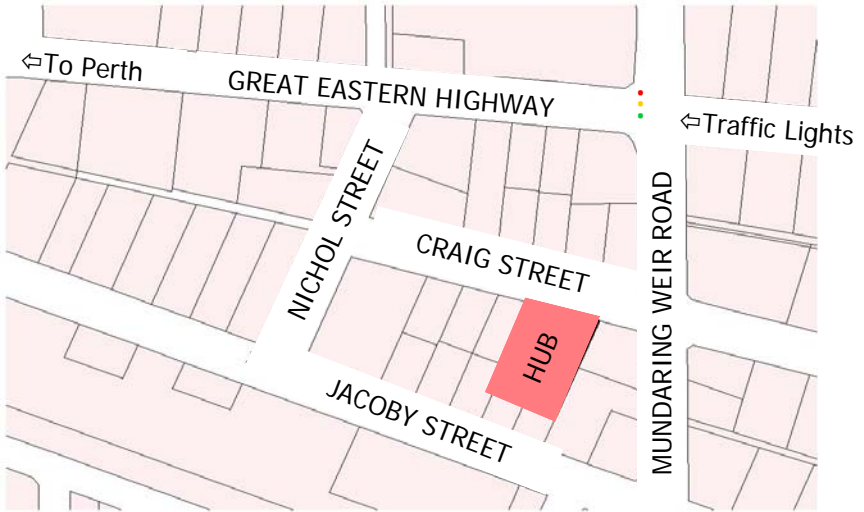 ⇦To Perth
GREAT EASTERN HIGHWAY
⇦Traffic Lights
NICHOL STREET
CRAIG STREET
MUNDARING WEIR ROAD
HUB
JACOBY STREET